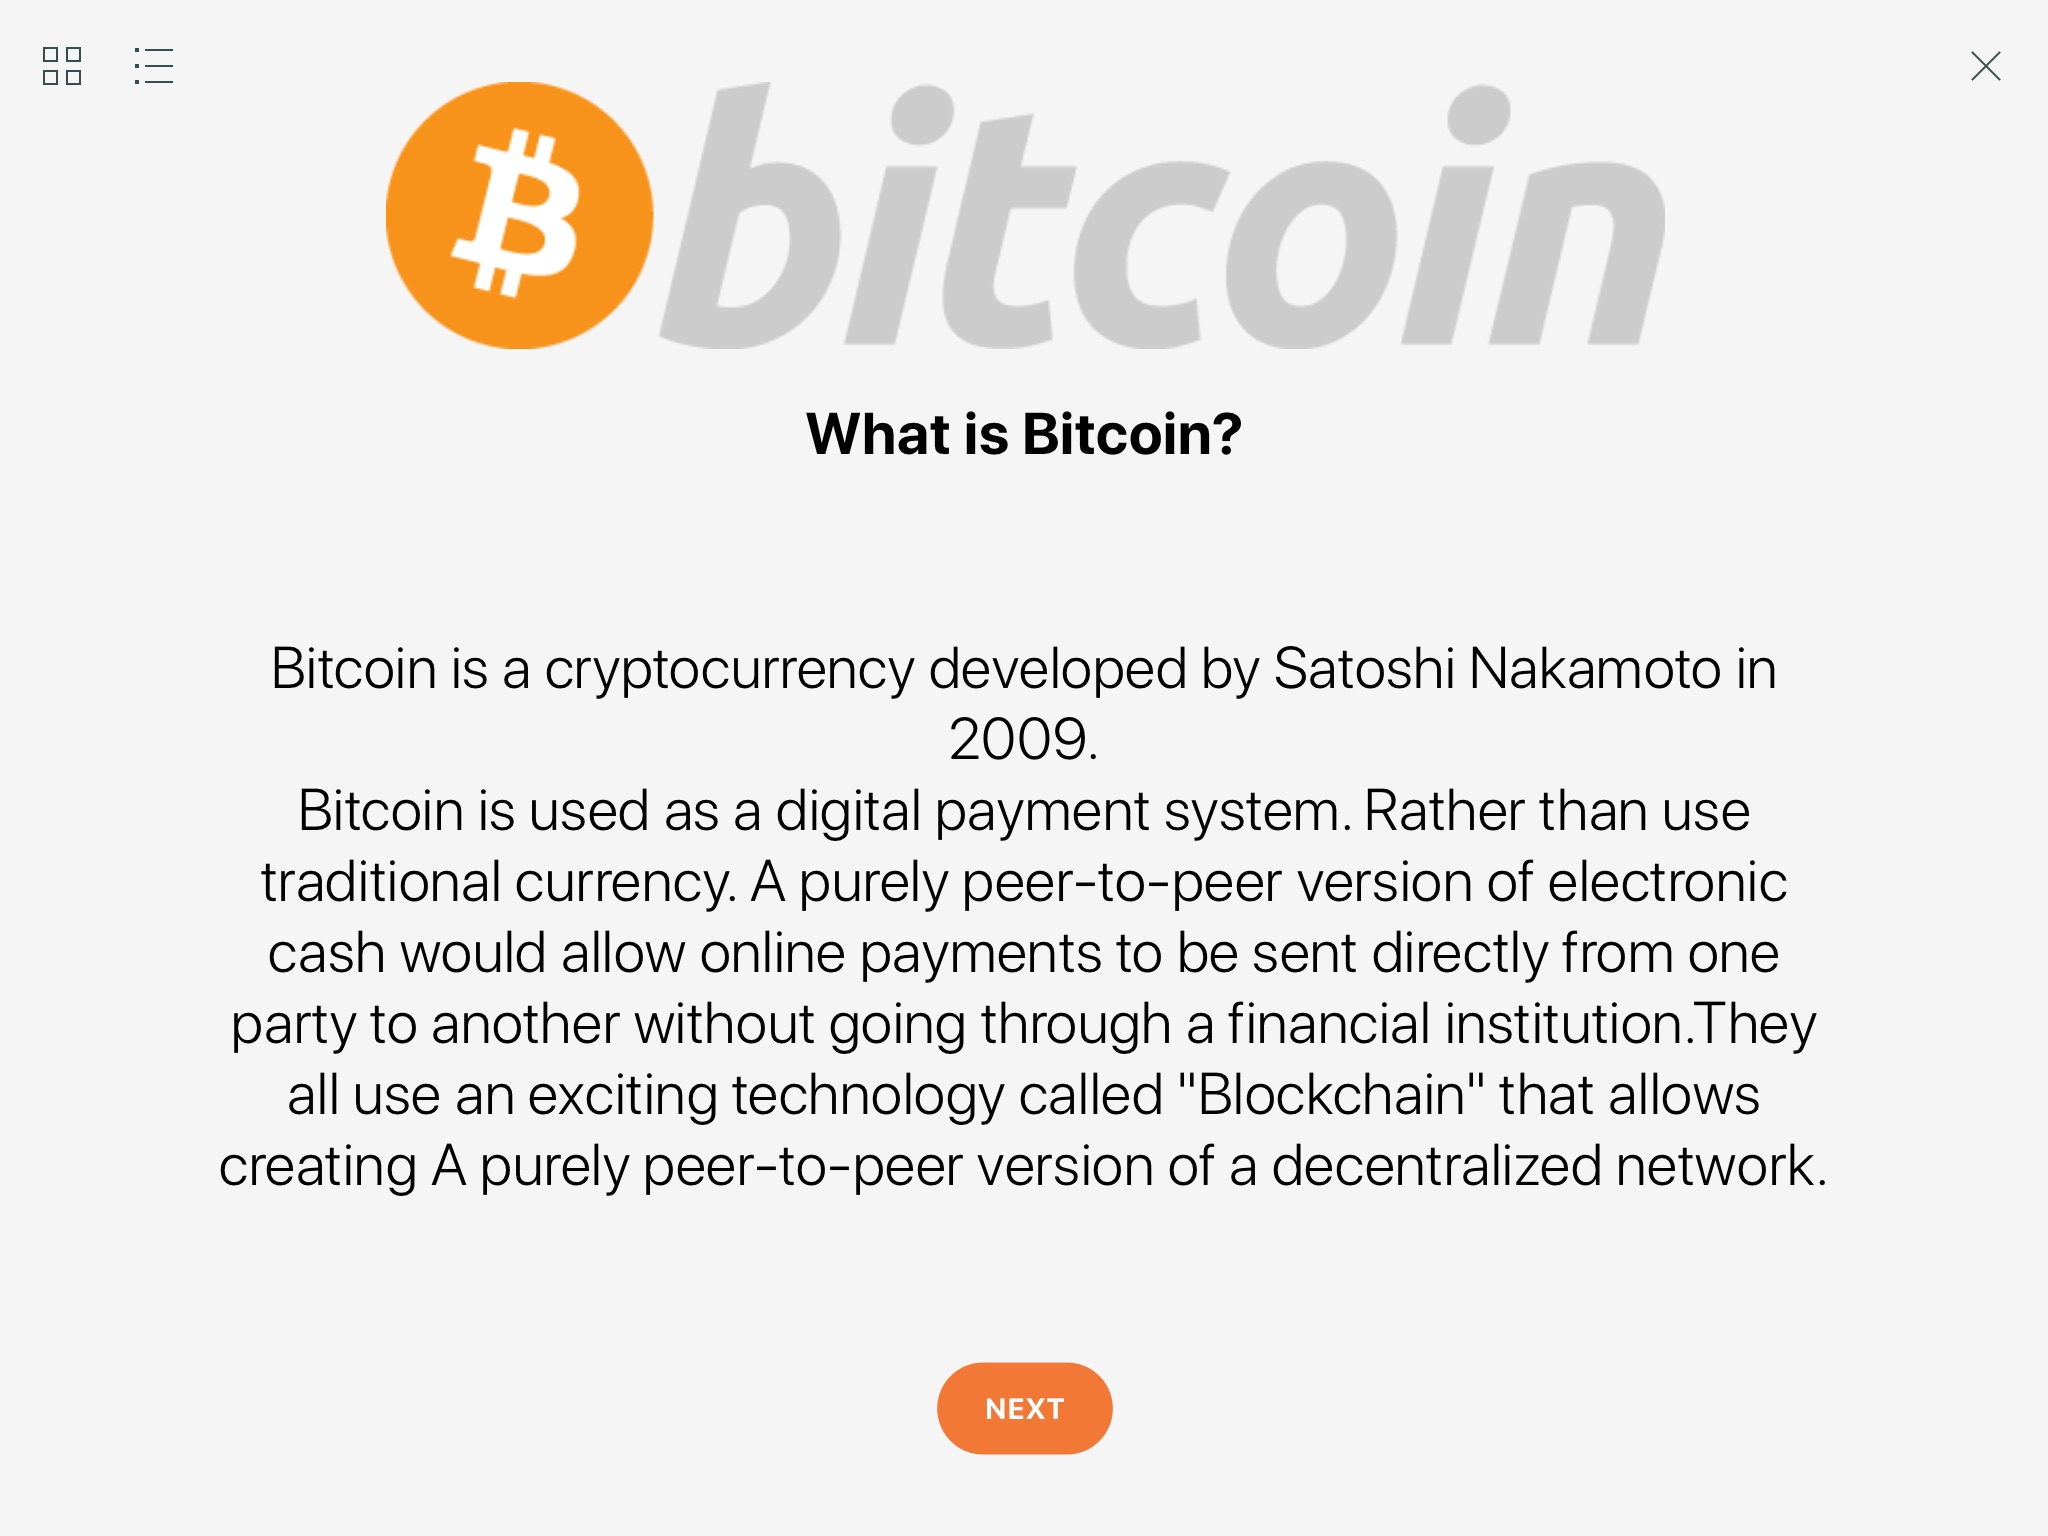 bitcoin
What is Bitcoin?
Bitcoin is a cryptocurrency developed by Satoshi Nakamoto in
2009.
Bitcoin is used as a digital payment system. Rather than use
traditional currency. A purely peer-to-peer version of electronic
cash would allow online payments to be sent directly from one
party to another without going through a financial institution.They
all use an exciting technology called "Blockchain" that allows
creating A purely peer-to-peer version of a decentralized network.
NEXT